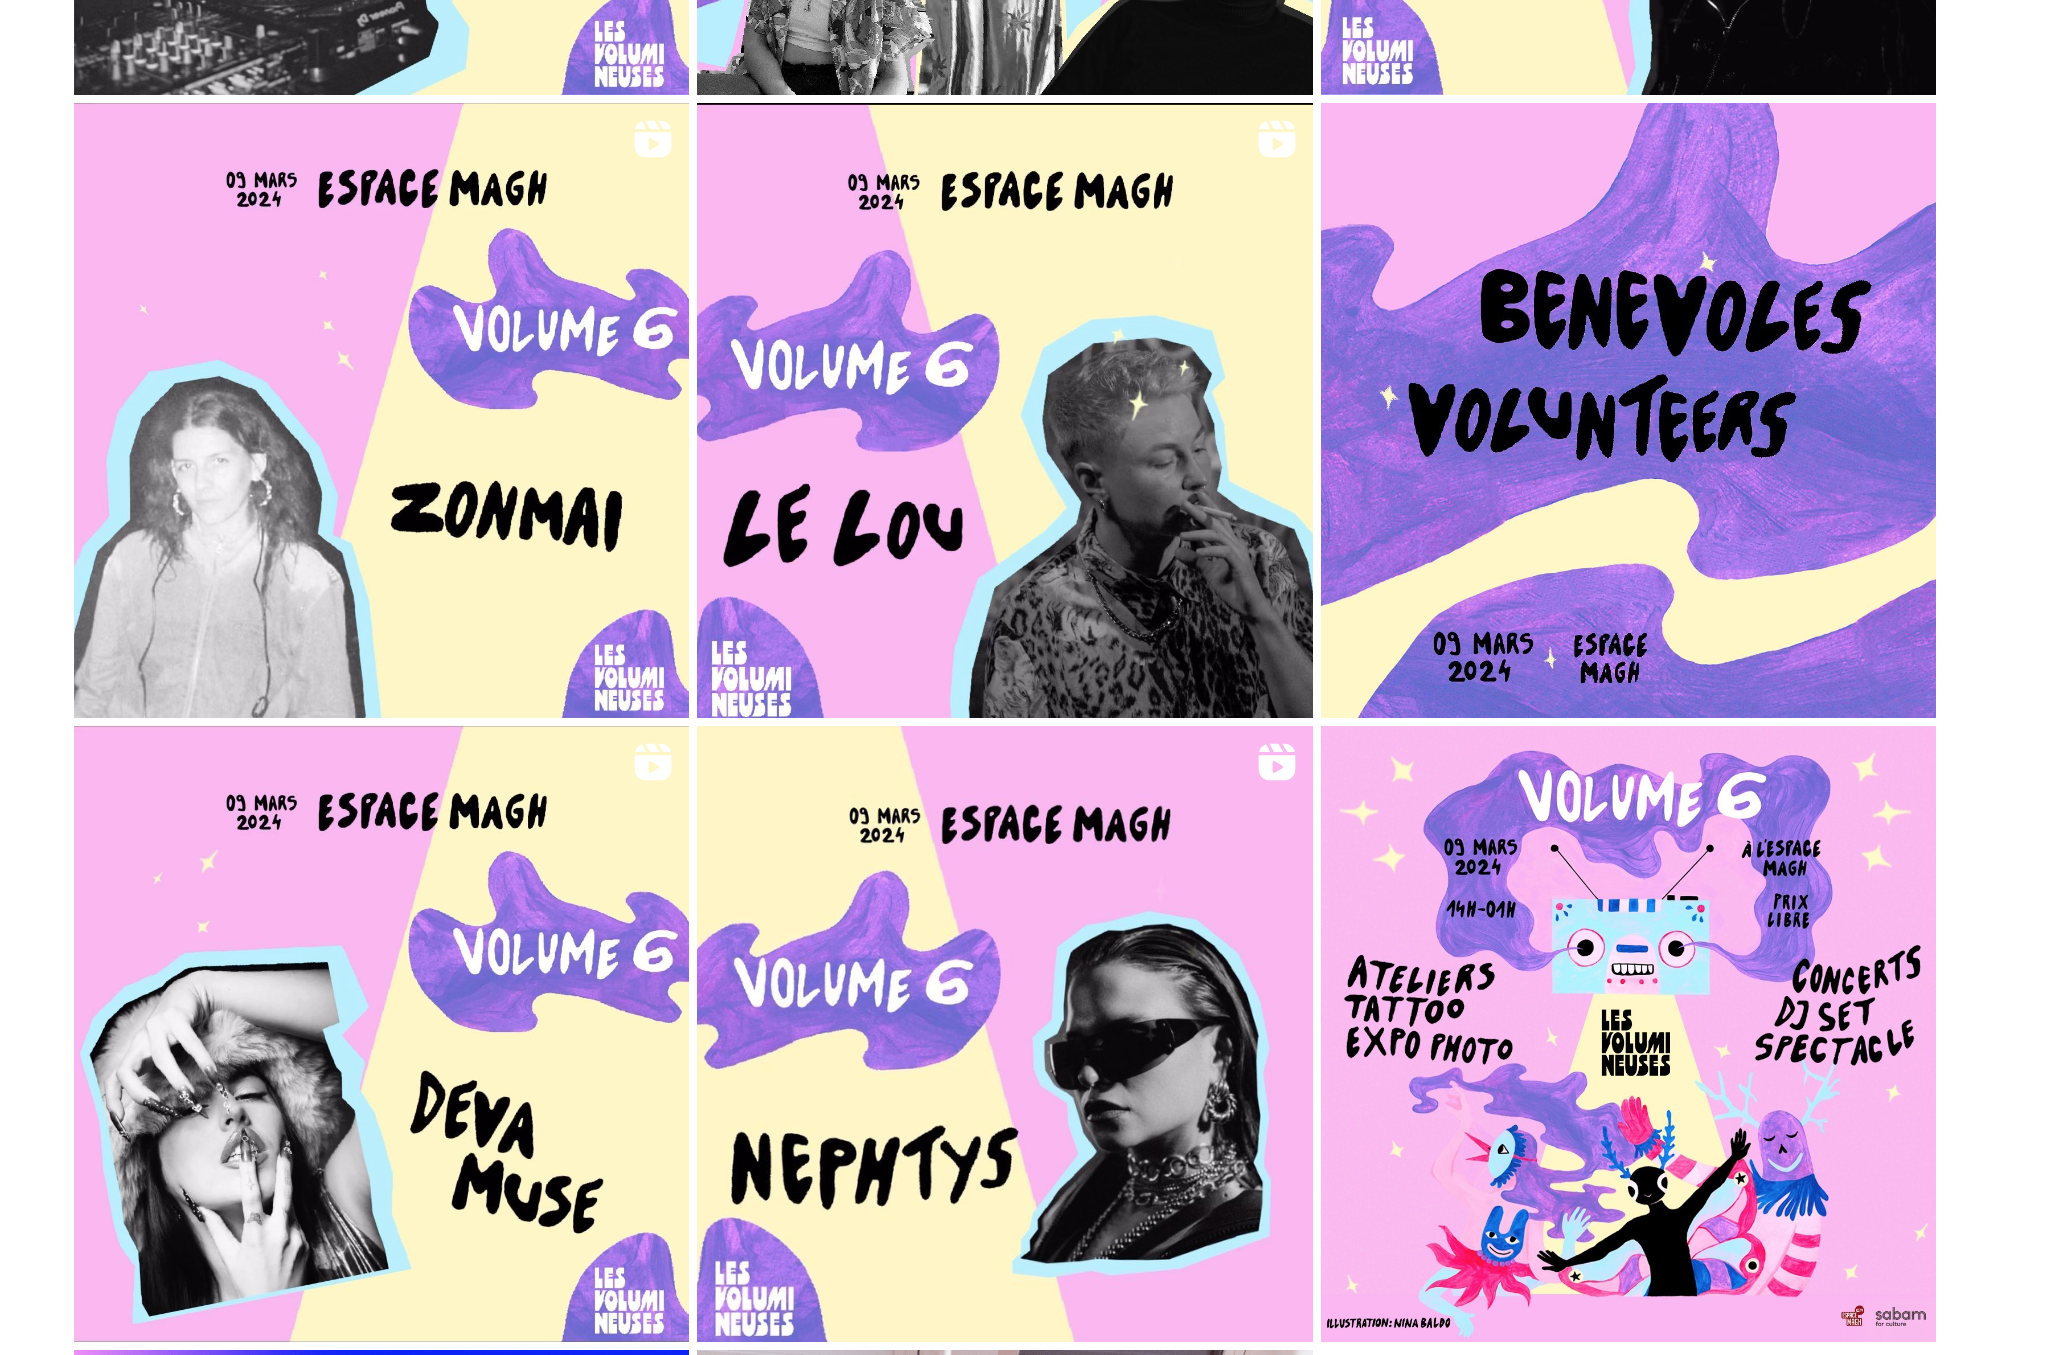 LES
VOLUMI
NEUSES
LES
VOLUMI
NEUSES
09 MARS
2024
ESPACE MAGH
VOLUME 6
ZONMAI
LES
VOLUMI
NEUSES
09 MARS
2024
ESPACE MAGH
VOLUME 6
LE LOU
LES
VOLUMI
NEUSES
BENEVOLES
VOLUNTEERS
09 MARS
2024
ESPACE
MAGH
09 MARS
2024
ESPACE MAGH
VOLUME 6
DEVA
MUSE
LES
VOLUMI
NEUSES
09 MARS
2024
ESPACE MAGH
VOLUME 6
NEPHTYS
LES
VOLUMI
NEUSES
VOLUME 6
09 MARS
2024
14H-01H
À L'ESPACE
MAGH
PRIX
LIBRE
ATELIERS
TATTOO
EXPO PHOTO
CONCERTS
DJ SET
SPECTACLE
LES
VOLUMI
NEUSES
ILLUSTRATION: NINA BALDO
ESPACE
MAGH
sabam
for culture